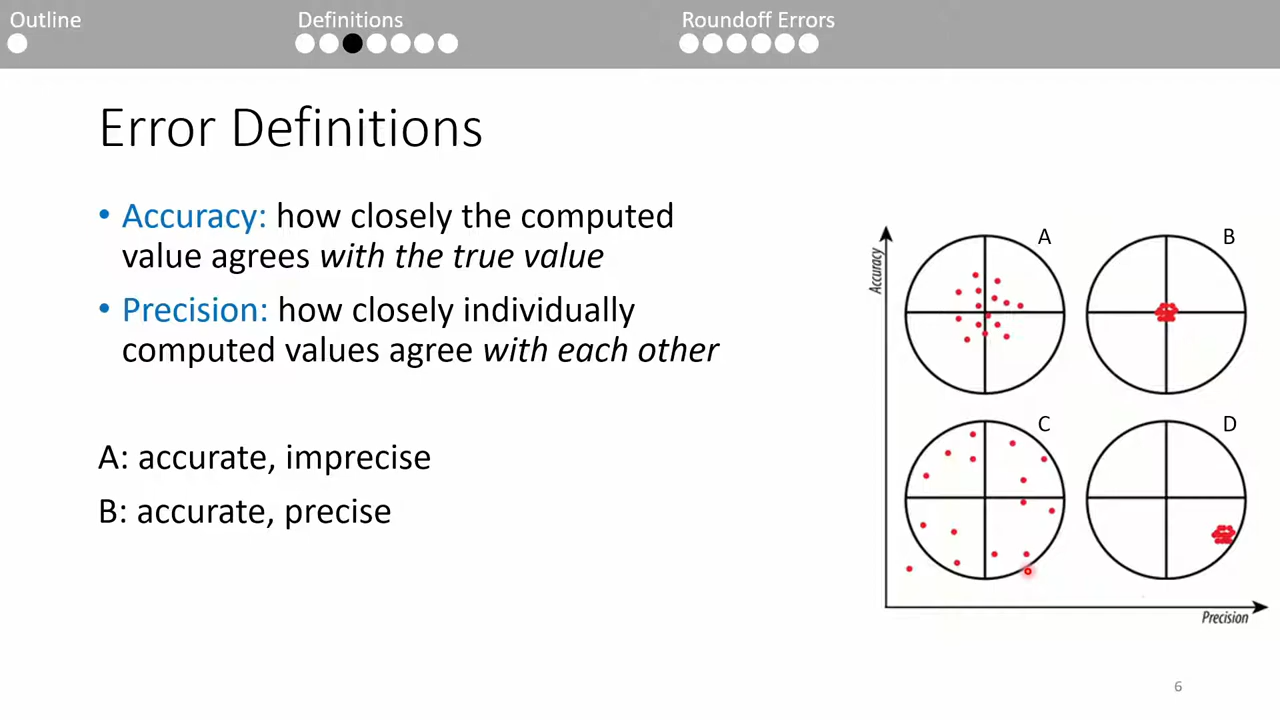 Outline
Definitions
Roundoff Errors
Error Definitions
• Accuracy: how closely the computed
value agrees with the true value
• Precision: how closely individually
computed values agree with each other
A: accurate, imprecise
B: accurate, precise
Accuracy
A
B
C
D
Precision
6